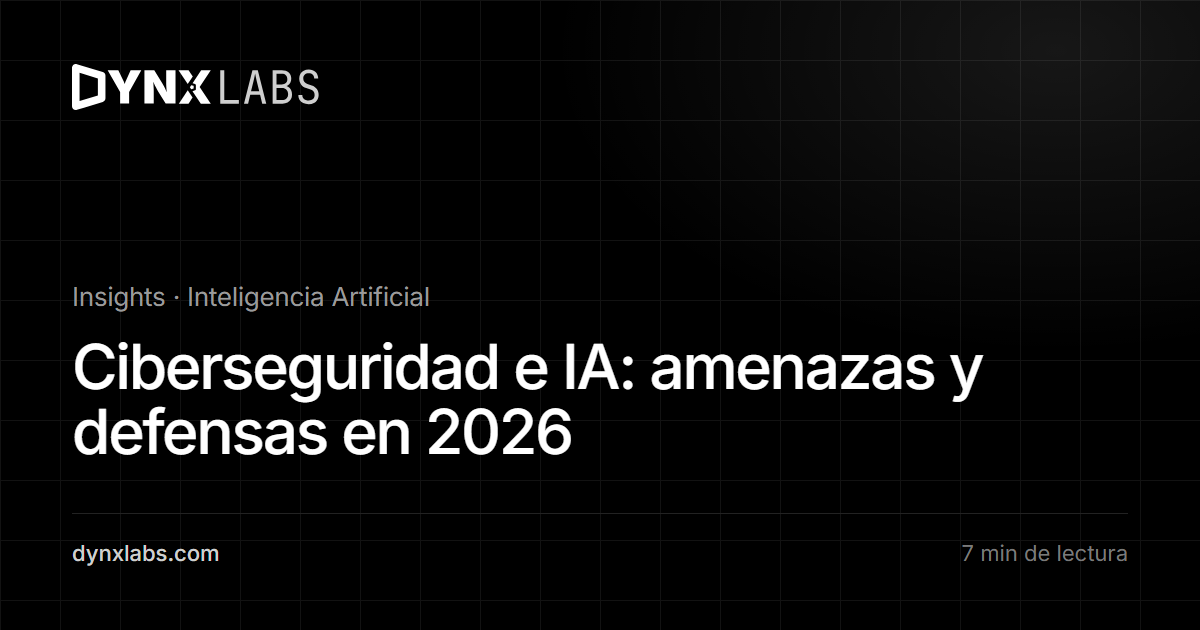 DYNX LABS
Insights · Inteligencia Artificial
Ciberseguridad e IA: amenazas y
defensas en 2026
dynxlabs.com
7 min de lectura